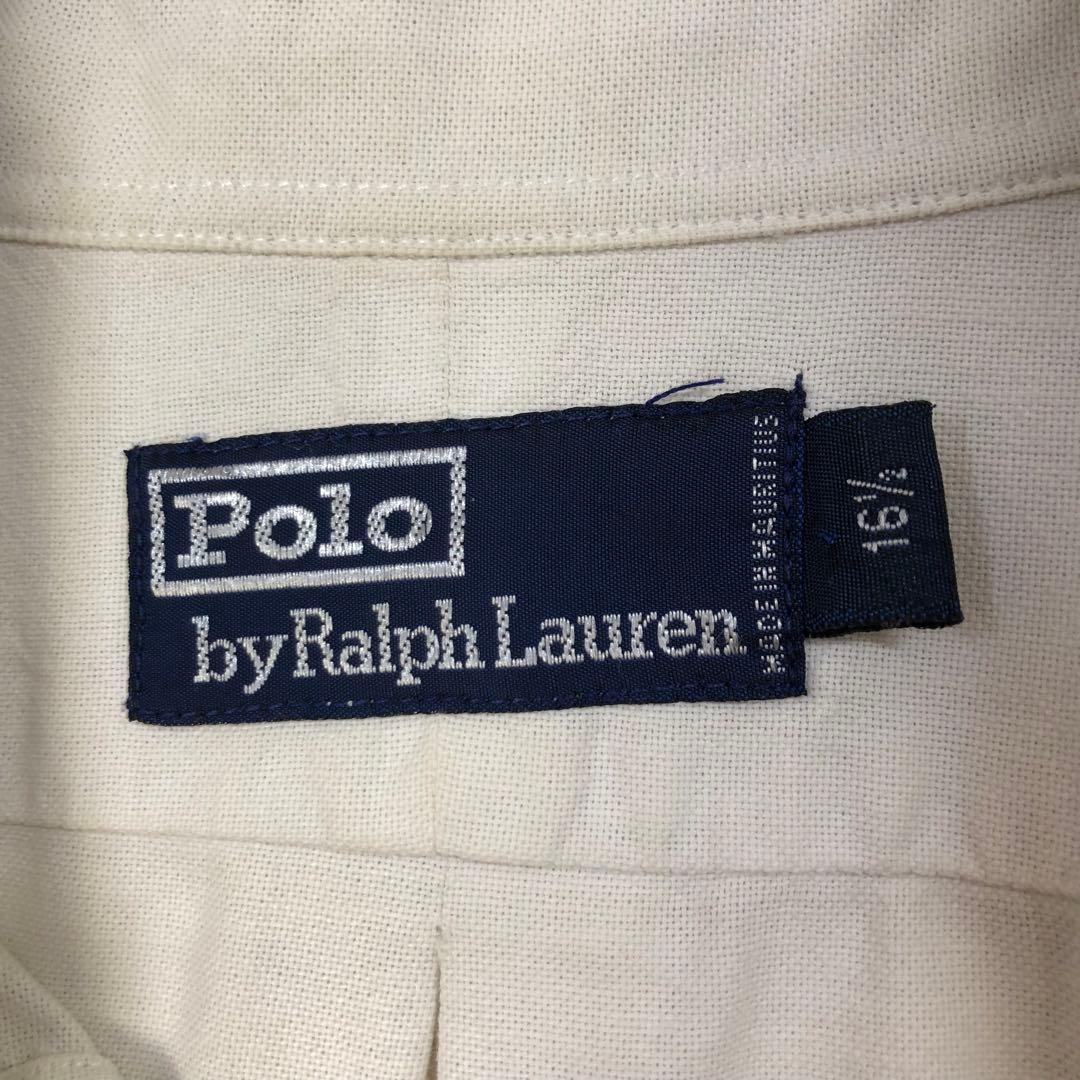 Polo
by Ralph Lauren
MADE IN MAURITIUS
16½